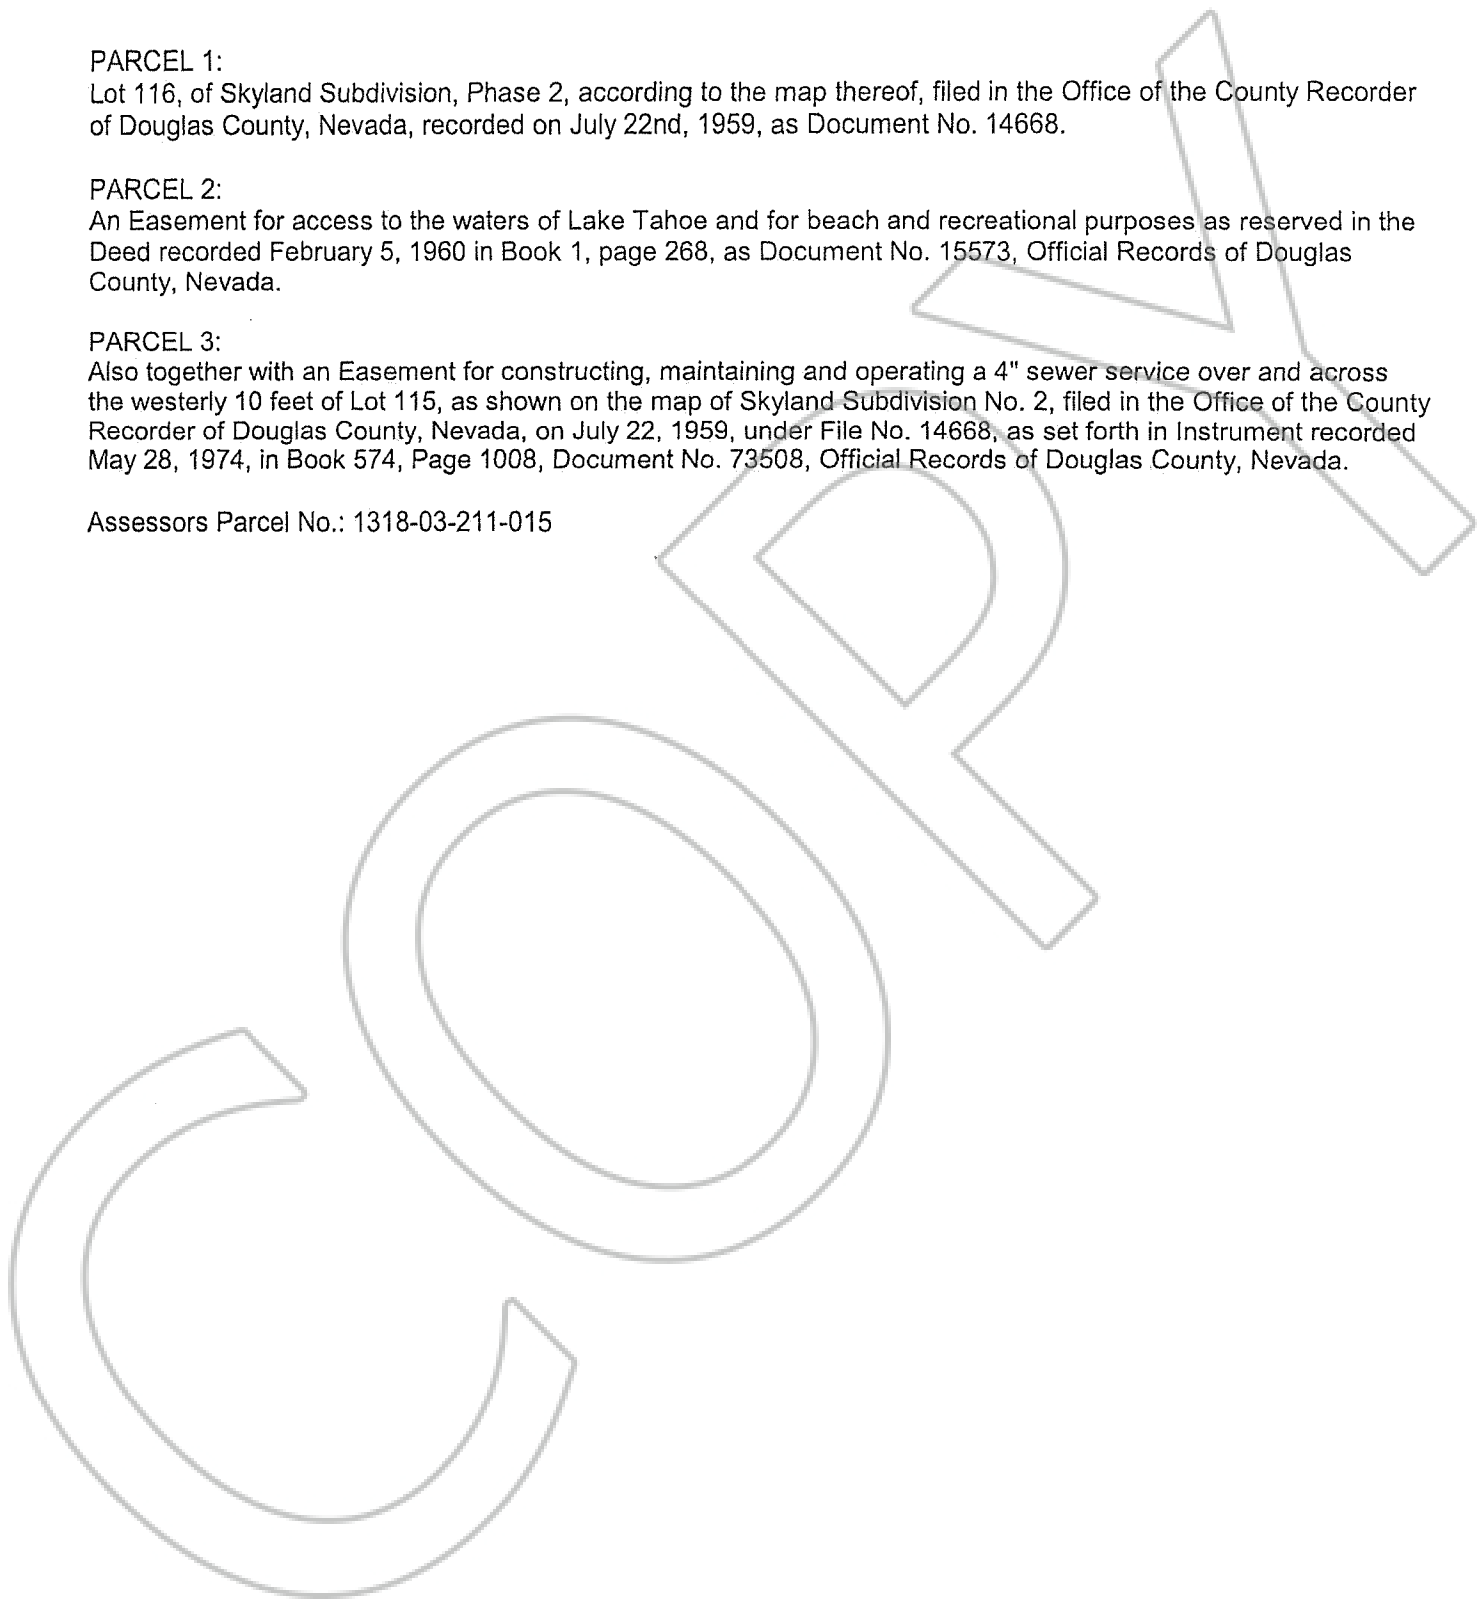 PARCEL 1:
Lot 116, of Skyland Subdivision, Phase 2, according to the map thereof, filed in the Office of the County Recorder
of Douglas County, Nevada, recorded on July 22nd, 1959, as Document No. 14668.
PARCEL 2:
An Easement for access to the waters of Lake Tahoe and for beach and recreational purposes as reserved in the
Deed recorded February 5, 1960 in Book 1, page 268, as Document No. 15573, Official Records of Douglas
County, Nevada.
PARCEL 3:
Also together with an Easement for constructing, maintaining and operating a 4" sewer service over and across
the westerly 10 feet of Lot 115, as shown on the map of Skyland Subdivision No. 2, filed in the Office of the County
Recorder of Douglas County, Nevada, on July 22, 1959, under File No. 14668, as set forth in Instrument recorded
May 28, 1974, in Book 574, Page 1008, Document No. 73508, Official Records of Douglas County, Nevada.
Assessors Parcel No.: 1318-03-211-015
COPY